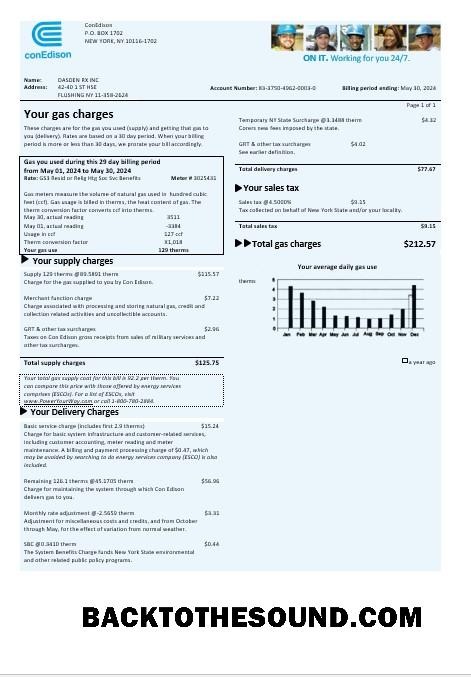 ConEdison
P.O. BOX 1702
NEW YORK, NY 10116-1702
conEdison
ON IT. Working for you 24/7.
Name: DASDEN RX INC
Address: 42-40 1 ST HSE
FLUSHING NY 11-358-2624
Account Number: 83-3750-4962-0003-0
Billing period ending: May 30, 2024
Page 1 of 1
Your gas charges
These charges are for the gas you used (supply) and getting that gas to
you (delivery). Rates are based on a 30 day period. When your billing
period is more or less than 30 days, we prorate your bill accordingly.
Gas you used during this 29 day billing period
from May 01, 2024 to May 30, 2024
Rate: GS3 Resid or Relig Htg Soc Svc Benefits Meter # 3025431
Gas meters measure the volume of natural gas used in hundred cubic
feet (ccf). Gas usage is billed in therms, the heat content of gas. The
therm conversion factor converts ccf into therms.
May 30, actual reading 3511
May 01, actual reading -3384
Usage in ccf 127 ccf
Therm conversion factor X1,018
Your gas use 129 therms
Your supply charges
Supply 129 therms @89.5891 therm $115.57
Charge for the gas supplied to you by Con Edison.
Merchant function charge $7.22
Charge associated with processing and storing natural gas, credit and
collection related activities and uncollectible accounts.
GRT & other tax surcharges $2.96
Taxes on Con Edison gross receipts from sales of military services and
other tax surcharges.
Total supply charges $125.75
Your total gas supply cost for this bill is 92.2 per therm. You
can compare this price with those offered by energy services
comprises (ESCOs). For a list of ESCOs, visit
www.PowerYourWay.com or call 1-800-780-2884.
Your Delivery Charges
Basic service charge (includes first 2.9 therms) $15.24
Charge for basic system infrastructure and customer-related services,
including customer accounting, meter reading and meter
maintenance. A billing and payment processing charge of $0.47, which
may be avoided by searching to do energy services company (ESCO) is also
included.
Remaining 126.1 therms @45.1705 therm $56.96
Charge for maintaining the system through which Con Edison
delivers gas to you.
Monthly rate adjustment @-2.5659 therm $3.31
Adjustment for miscellaneous costs and credits, and from October
through May, for the effect of variation from normal weather.
SBC @0.3410 therm $0.44
The System Benefits Charge funds New York State environmental
and other related public policy programs.
Temporary NY State Surcharge @3.3488 therm $4.32
Corers new fees imposed by the state.
GRT & other tax surcharges $4.02
See earlier definition.
Total delivery charges $77.67
Your sales tax
Sales tax @4.5000% $9.15
Tax collected on behalf of New York State and/or your locality.
Total sales tax $9.15
Total gas charges $212.57
Your average daily gas use
therms
5
4
3
2
1
0
Jan Feb Mar Apr May Jun July Aug Sep Oct Nov Dec
a year ago
BACKTOTHESOUND.COM